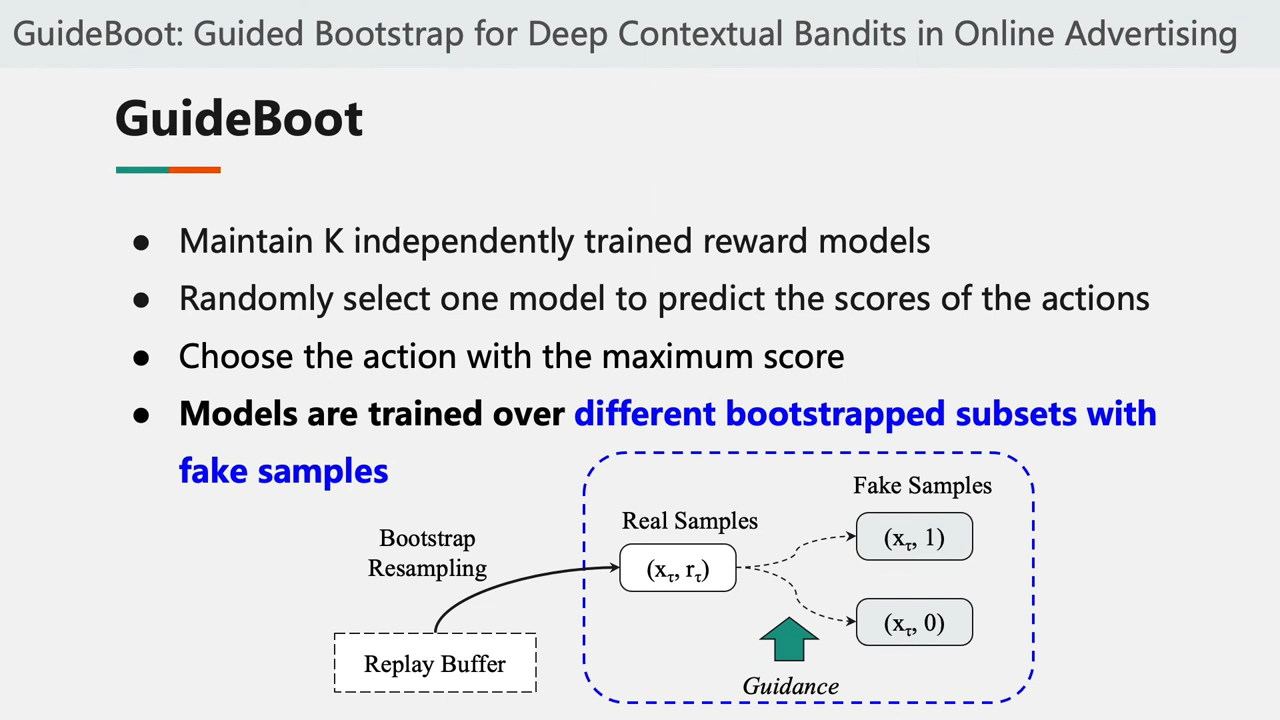 GuideBoot: Guided Bootstrap for Deep Contextual Bandits in Online Advertising
GuideBoot
● Maintain K independently trained reward models
● Randomly select one model to predict the scores of the actions
● Choose the action with the maximum score
● Models are trained over different bootstrapped subsets with
fake samples
Fake Samples
Real Samples
Bootstrap
Resampling
(xτ, 1)
(xτ, rτ)
(xτ, 0)
Replay Buffer
Guidance